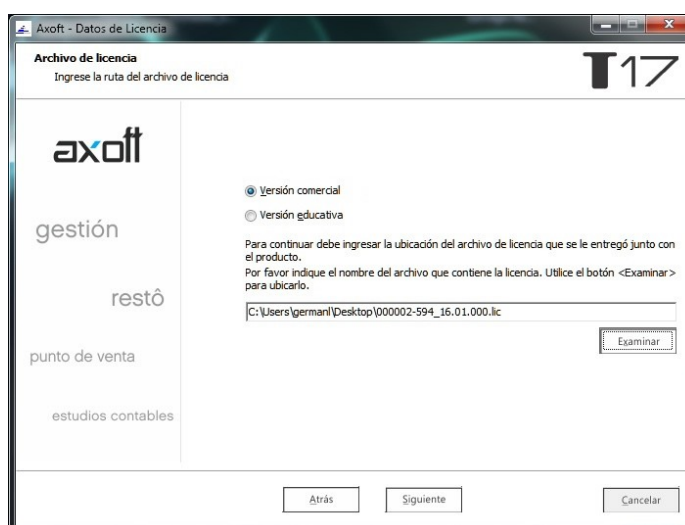 Axoft - Datos de Licencia
Archivo de licencia
Ingrese la ruta del archivo de licencia
T17
axoft
gestión
restô
punto de venta
estudios contables
Versión comercial
Versión educativa
Para continuar debe ingresar la ubicación del archivo de licencia que se le entregó junto con
el producto.
Por favor indique el nombre del archivo que contiene la licencia. Utilice el botón <Examinar>
para ubicarlo.
C:\Users\germanl\Desktop\000002-594_16.01.000.lic
Examinar
Atrás
Siguiente
Cancelar